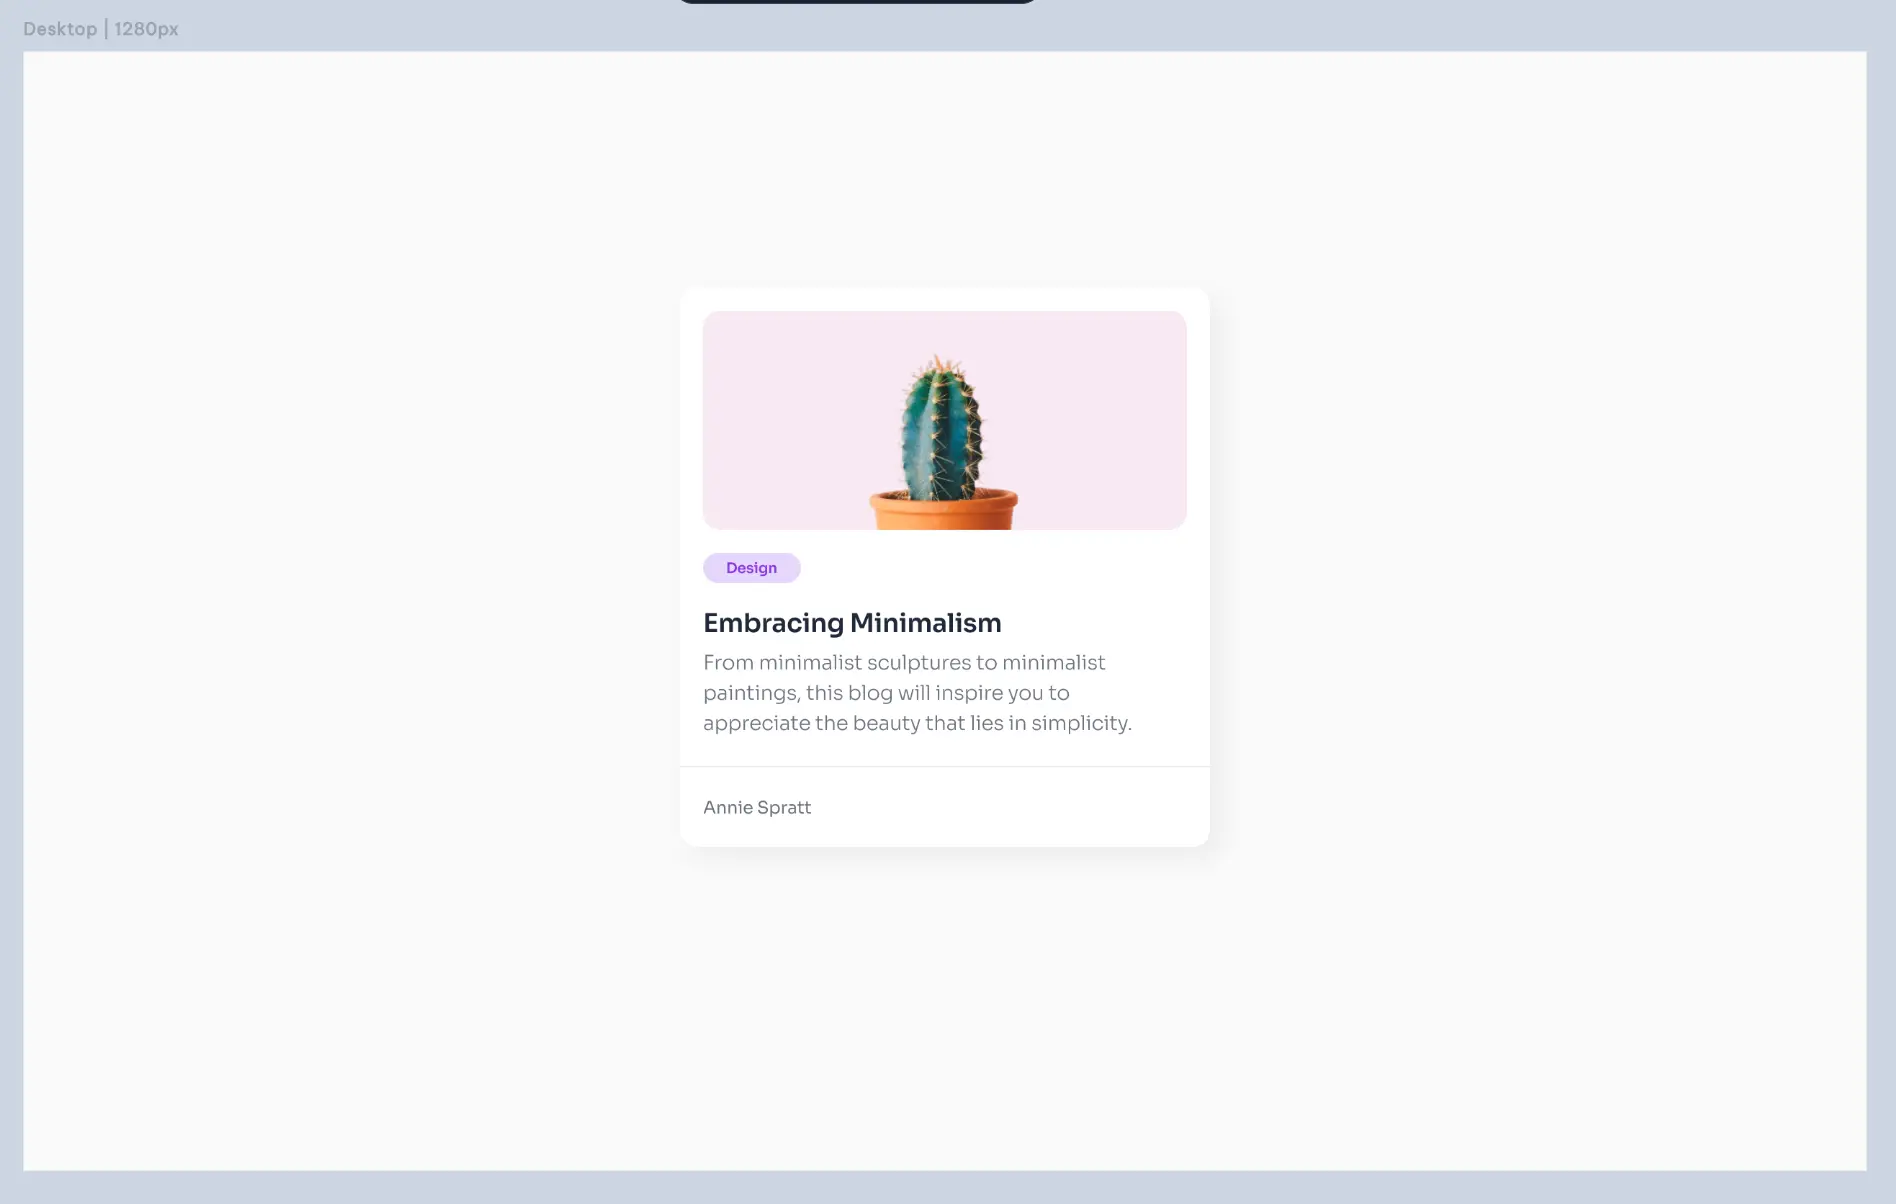 Desktop | 1280px
Design
Embracing Minimalism
From minimalist sculptures to minimalist
paintings, this blog will inspire you to
appreciate the beauty that lies in simplicity.
Annie Spratt